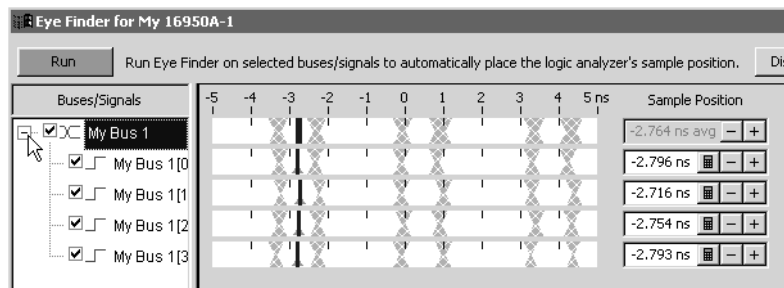 Eye Finder for My 16950A-1
Run Run Eye Finder on selected buses/signals to automatically place the logic analyzer's sample position. Di
Buses/Signals -5 -4 -3 -2 -1 0 1 2 3 4 5 ns Sample Position
My Bus 1 -2.764 ns avg - +
My Bus 1[0 -2.796 ns - +
My Bus 1[1 -2.716 ns - +
My Bus 1[2 -2.754 ns - +
My Bus 1[3 -2.793 ns - +